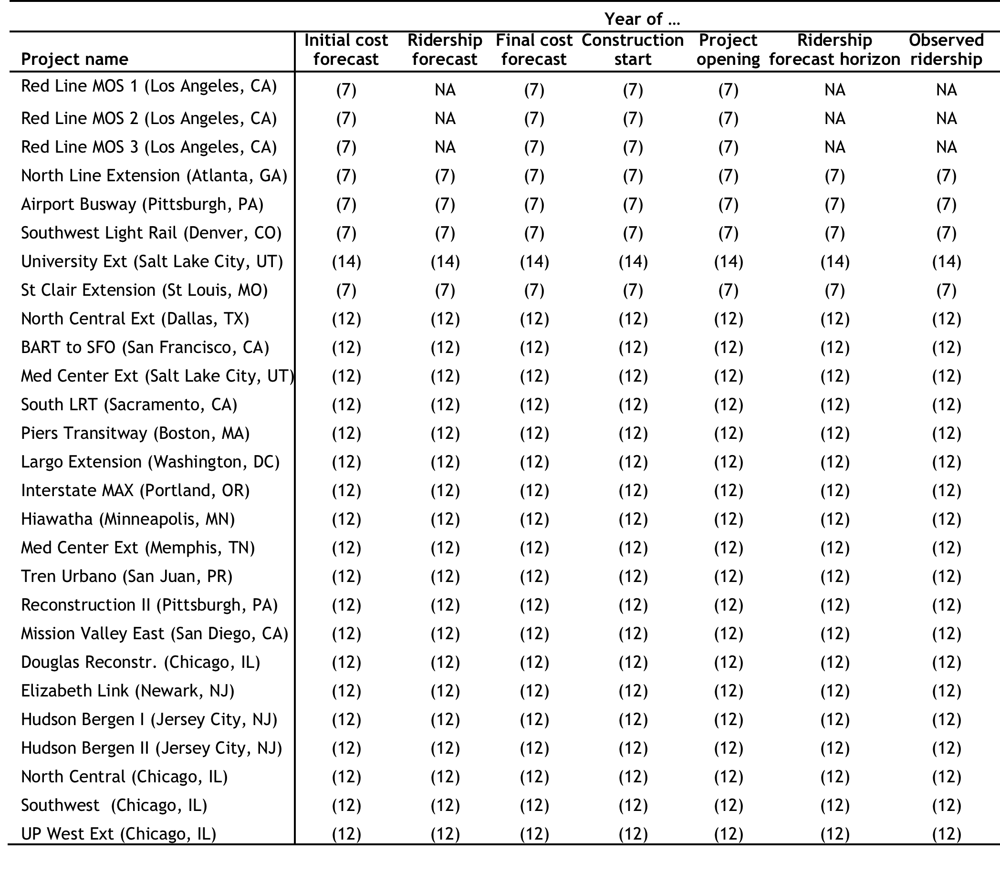 Year of …
Initial cost Ridership Final cost Construction Project Ridership Observed
Project name forecast forecast forecast start opening forecast horizon ridership
Red Line MOS 1 (Los Angeles, CA) (7) NA (7) (7) (7) NA NA
Red Line MOS 2 (Los Angeles, CA) (7) NA (7) (7) (7) NA NA
Red Line MOS 3 (Los Angeles, CA) (7) NA (7) (7) (7) NA NA
North Line Extension (Atlanta, GA) (7) (7) (7) (7) (7) (7) (7)
Airport Busway (Pittsburgh, PA) (7) (7) (7) (7) (7) (7) (7)
Southwest Light Rail (Denver, CO) (7) (7) (7) (7) (7) (7) (7)
University Ext (Salt Lake City, UT) (14) (14) (14) (14) (14) (14) (14)
St Clair Extension (St Louis, MO) (7) (7) (7) (7) (7) (7) (7)
North Central Ext (Dallas, TX) (12) (12) (12) (12) (12) (12) (12)
BART to SFO (San Francisco, CA) (12) (12) (12) (12) (12) (12) (12)
Med Center Ext (Salt Lake City, UT) (12) (12) (12) (12) (12) (12) (12)
South LRT (Sacramento, CA) (12) (12) (12) (12) (12) (12) (12)
Piers Transitway (Boston, MA) (12) (12) (12) (12) (12) (12) (12)
Largo Extension (Washington, DC) (12) (12) (12) (12) (12) (12) (12)
Interstate MAX (Portland, OR) (12) (12) (12) (12) (12) (12) (12)
Hiawatha (Minneapolis, MN) (12) (12) (12) (12) (12) (12) (12)
Med Center Ext (Memphis, TN) (12) (12) (12) (12) (12) (12) (12)
Tren Urbano (San Juan, PR) (12) (12) (12) (12) (12) (12) (12)
Reconstruction II (Pittsburgh, PA) (12) (12) (12) (12) (12) (12) (12)
Mission Valley East (San Diego, CA) (12) (12) (12) (12) (12) (12) (12)
Douglas Reconstr. (Chicago, IL) (12) (12) (12) (12) (12) (12) (12)
Elizabeth Link (Newark, NJ) (12) (12) (12) (12) (12) (12) (12)
Hudson Bergen I (Jersey City, NJ) (12) (12) (12) (12) (12) (12) (12)
Hudson Bergen II (Jersey City, NJ) (12) (12) (12) (12) (12) (12) (12)
North Central (Chicago, IL) (12) (12) (12) (12) (12) (12) (12)
Southwest (Chicago, IL) (12) (12) (12) (12) (12) (12) (12)
UP West Ext (Chicago, IL) (12) (12) (12) (12) (12) (12) (12)